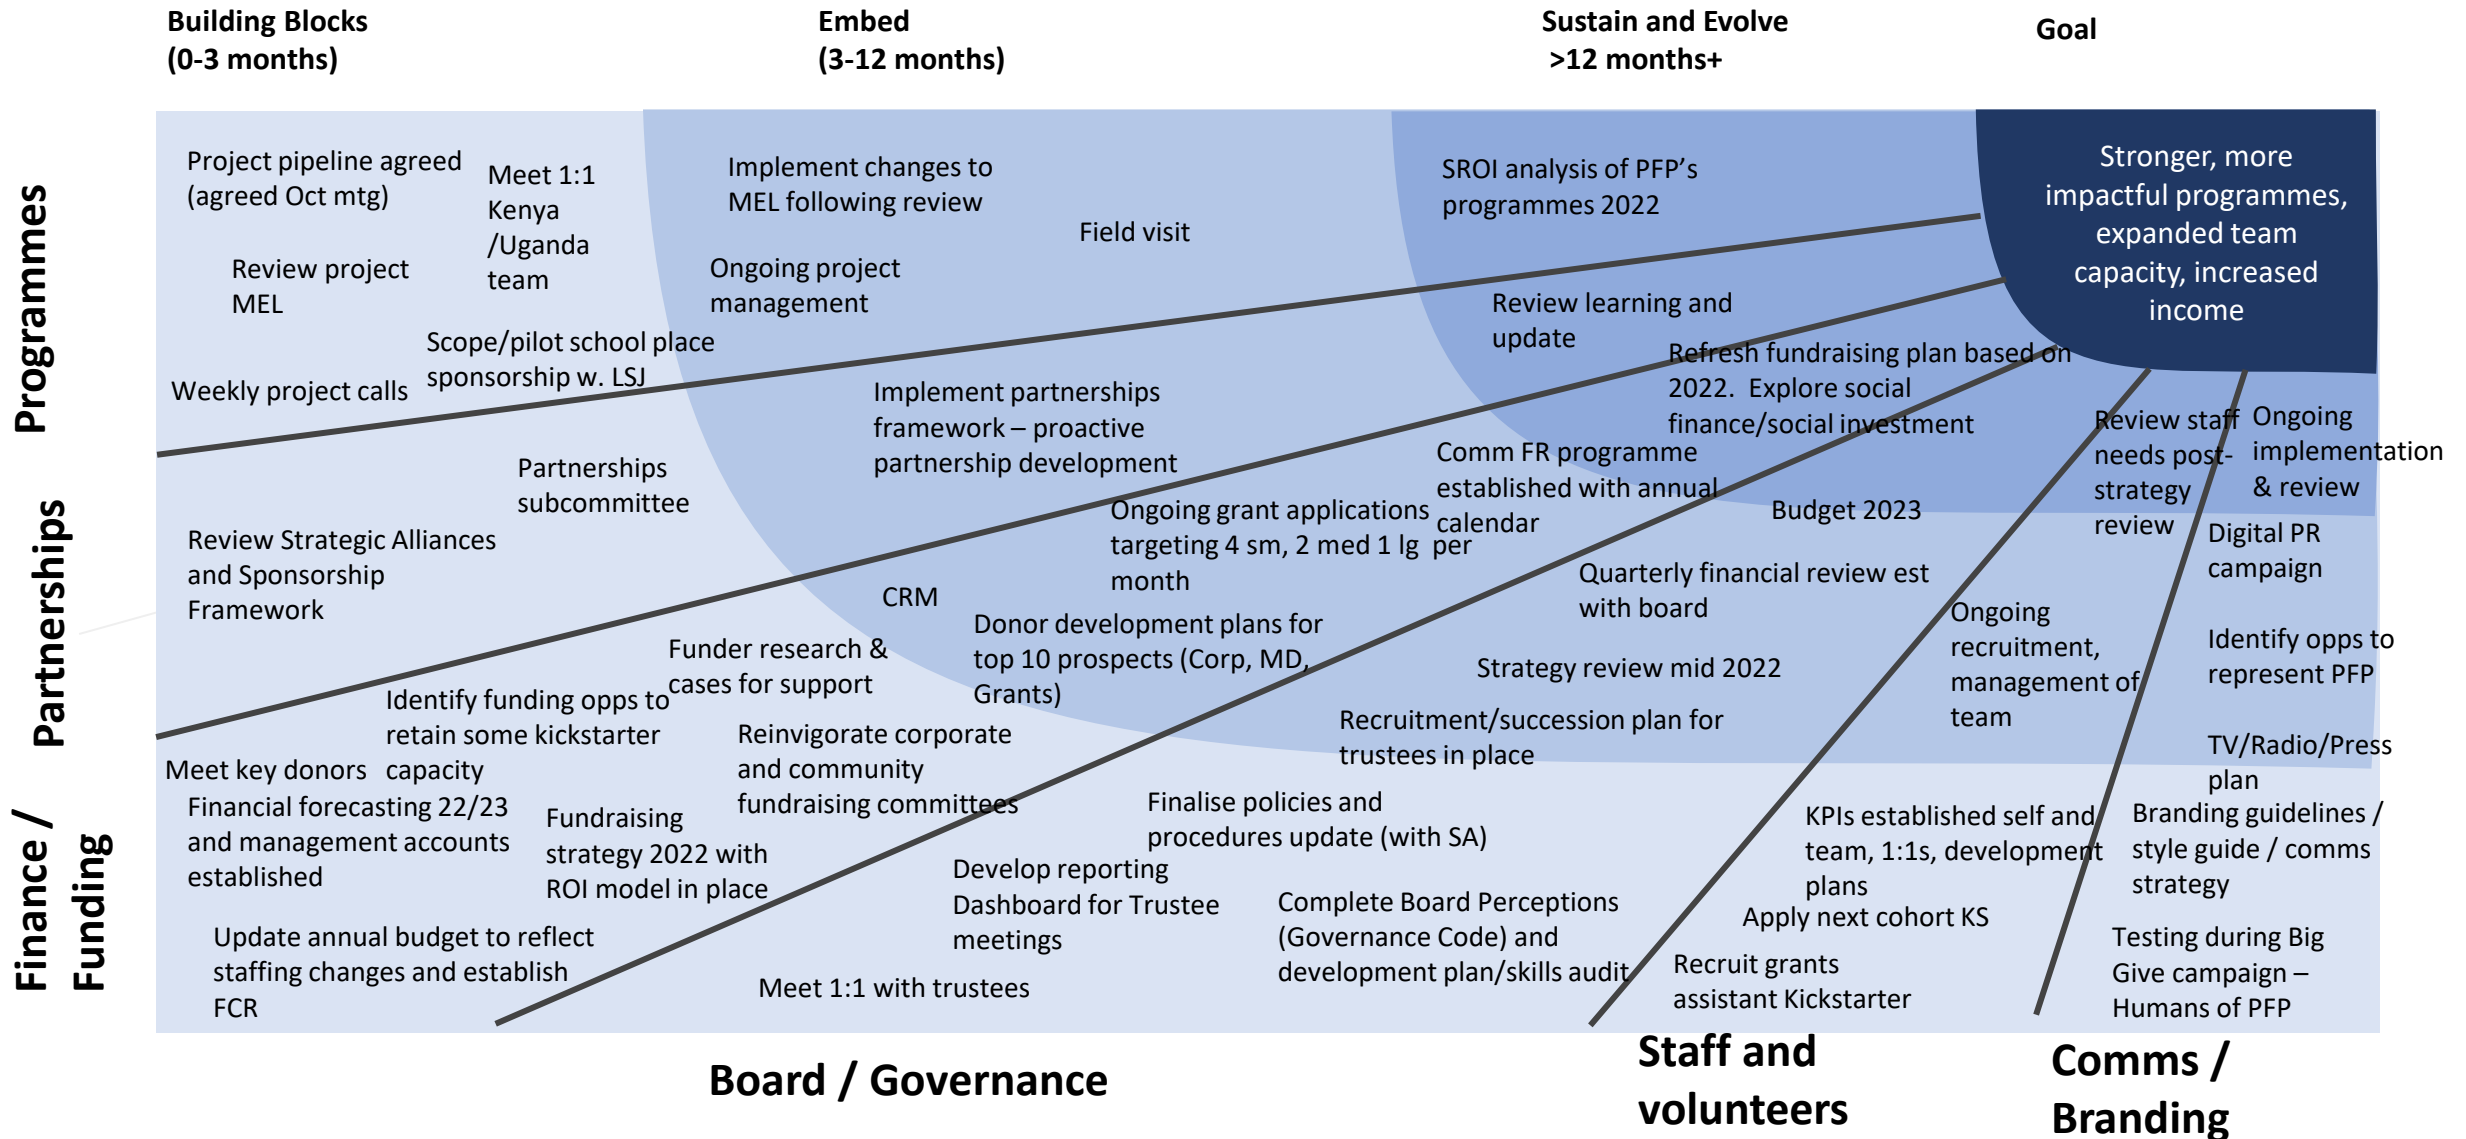 Building Blocks
(0-3 months)
Embed
(3-12 months)
Sustain and Evolve
>12 months+
Goal
Programmes
Partnerships
Finance /
Funding
Project pipeline agreed
(agreed Oct mtg)
Meet 1:1
Kenya
/Uganda
team
Review project
MEL
Scope/pilot school place
sponsorship w. LSJ
Weekly project calls
Implement changes to
MEL following review
Field visit
Ongoing project
management
SROI analysis of PFP's
programmes 2022
Stronger, more
impactful programmes,
expanded team
capacity, increased
income
Partnerships
subcommittee
Review Strategic Alliances
and Sponsorship
Framework
Implement partnerships
framework – proactive
partnership development
Review learning and
update
Refresh fundraising plan based on
2022.  Explore social
finance/social investment
Comm FR programme
established with annual
calendar
Ongoing grant applications
targeting 4 sm, 2 med 1 lg  per
month
CRM
Donor development plans for
top 10 prospects (Corp, MD,
Grants)
Funder research &
cases for support
Identify funding opps to
retain some kickstarter
capacity
Meet key donors
Reinvigorate corporate
and community
fundraising committees
Financial forecasting 22/23
and management accounts
established
Fundraising
strategy 2022 with
ROI model in place
Update annual budget to reflect
staffing changes and establish
FCR
Budget 2023
Quarterly financial review est
with board
Strategy review mid 2022
Recruitment/succession plan for
trustees in place
Finalise policies and
procedures update (with SA)
Develop reporting
Dashboard for Trustee
meetings
Complete Board Perceptions
(Governance Code) and
development plan/skills audit
Meet 1:1 with trustees
Review staff
needs post-
strategy
review
Ongoing
recruitment,
management of
team
KPIs established self and
team, 1:1s, development
plans
Apply next cohort KS
Recruit grants
assistant Kickstarter
Ongoing
implementation
& review
Digital PR
campaign
Identify opps to
represent PFP
TV/Radio/Press
plan
Branding guidelines /
style guide / comms
strategy
Testing during Big
Give campaign –
Humans of PFP
Board / Governance
Staff and
volunteers
Comms /
Branding